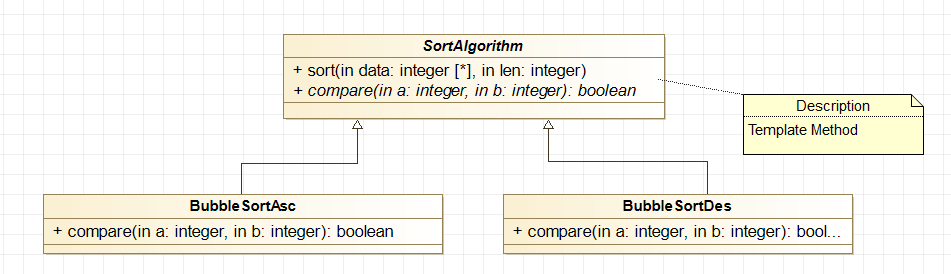 SortAlgorithm
+ sort(in data: integer [*], in len: integer)
+ compare(in a: integer, in b: integer): boolean
Description
Template Method
BubbleSortAsc
+ compare(in a: integer, in b: integer): boolean
BubbleSortDes
+ compare(in a: integer, in b: integer): bool...